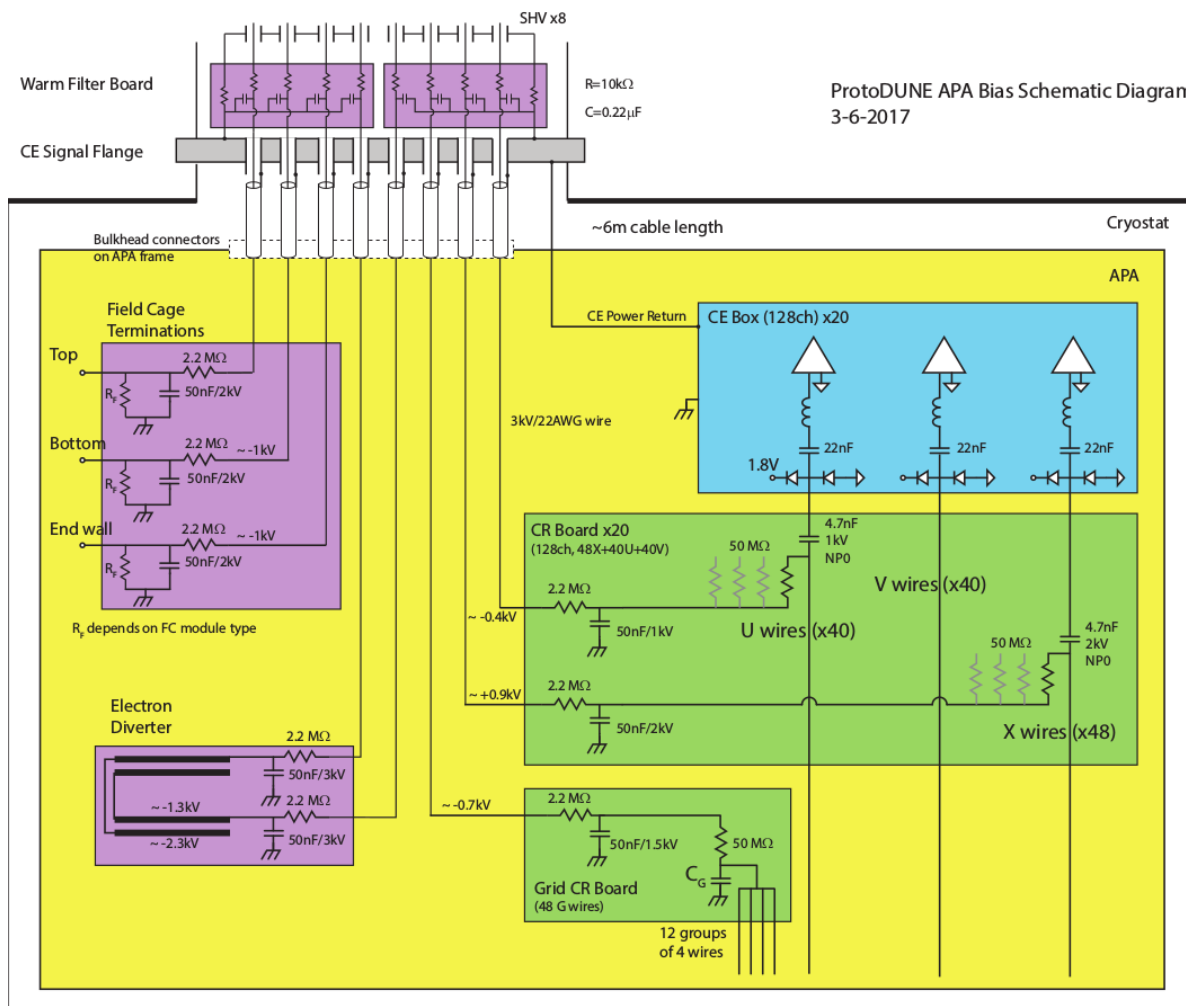 SHV x8
Warm Filter Board
R=10kΩ
C=0.22μF
ProtoDUNE APA Bias Schematic Diagram
3-6-2017
CE Signal Flange
~6m cable length
Cryostat
Bulkhead connectors
on APA frame
APA
Field Cage
Terminations
CE Power Return
CE Box (128ch) x20
Top
2.2 MΩ
R_F
50nF/2kV
Bottom
2.2 MΩ
~ -1kV
R_F
50nF/2kV
End wall
2.2 MΩ
~ -1kV
R_F
50nF/2kV
R_F depends on FC module type
3kV/22AWG wire
22nF
22nF
22nF
1.8V
CR Board x20
(128ch, 48X+40U+40V)
4.7nF
1kV
NP0
50 MΩ
V wires (x40)
2.2 MΩ
~ -0.4kV
50nF/1kV
U wires (x40)
4.7nF
2kV
NP0
50 MΩ
2.2 MΩ
~ +0.9kV
50nF/2kV
X wires (x48)
Electron
Diverter
2.2 MΩ
50nF/3kV
2.2 MΩ
~ -1.3kV
~ -2.3kV
50nF/3kV
~ -0.7kV
2.2 MΩ
50nF/1.5kV
50 MΩ
C_G
Grid CR Board
(48 G wires)
12 groups
of 4 wires